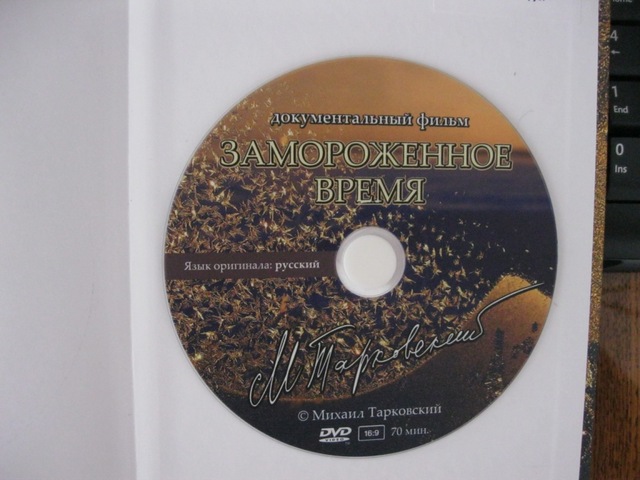 документальный фильм
ЗАМОРОЖЕННОЕ
ВРЕМЯ
Язык оригинала: русский
М Тарковский
© Михаил Тарковский
DVD
VIDEO
16:9
70 мин.
4
←
1
End
0
Ins